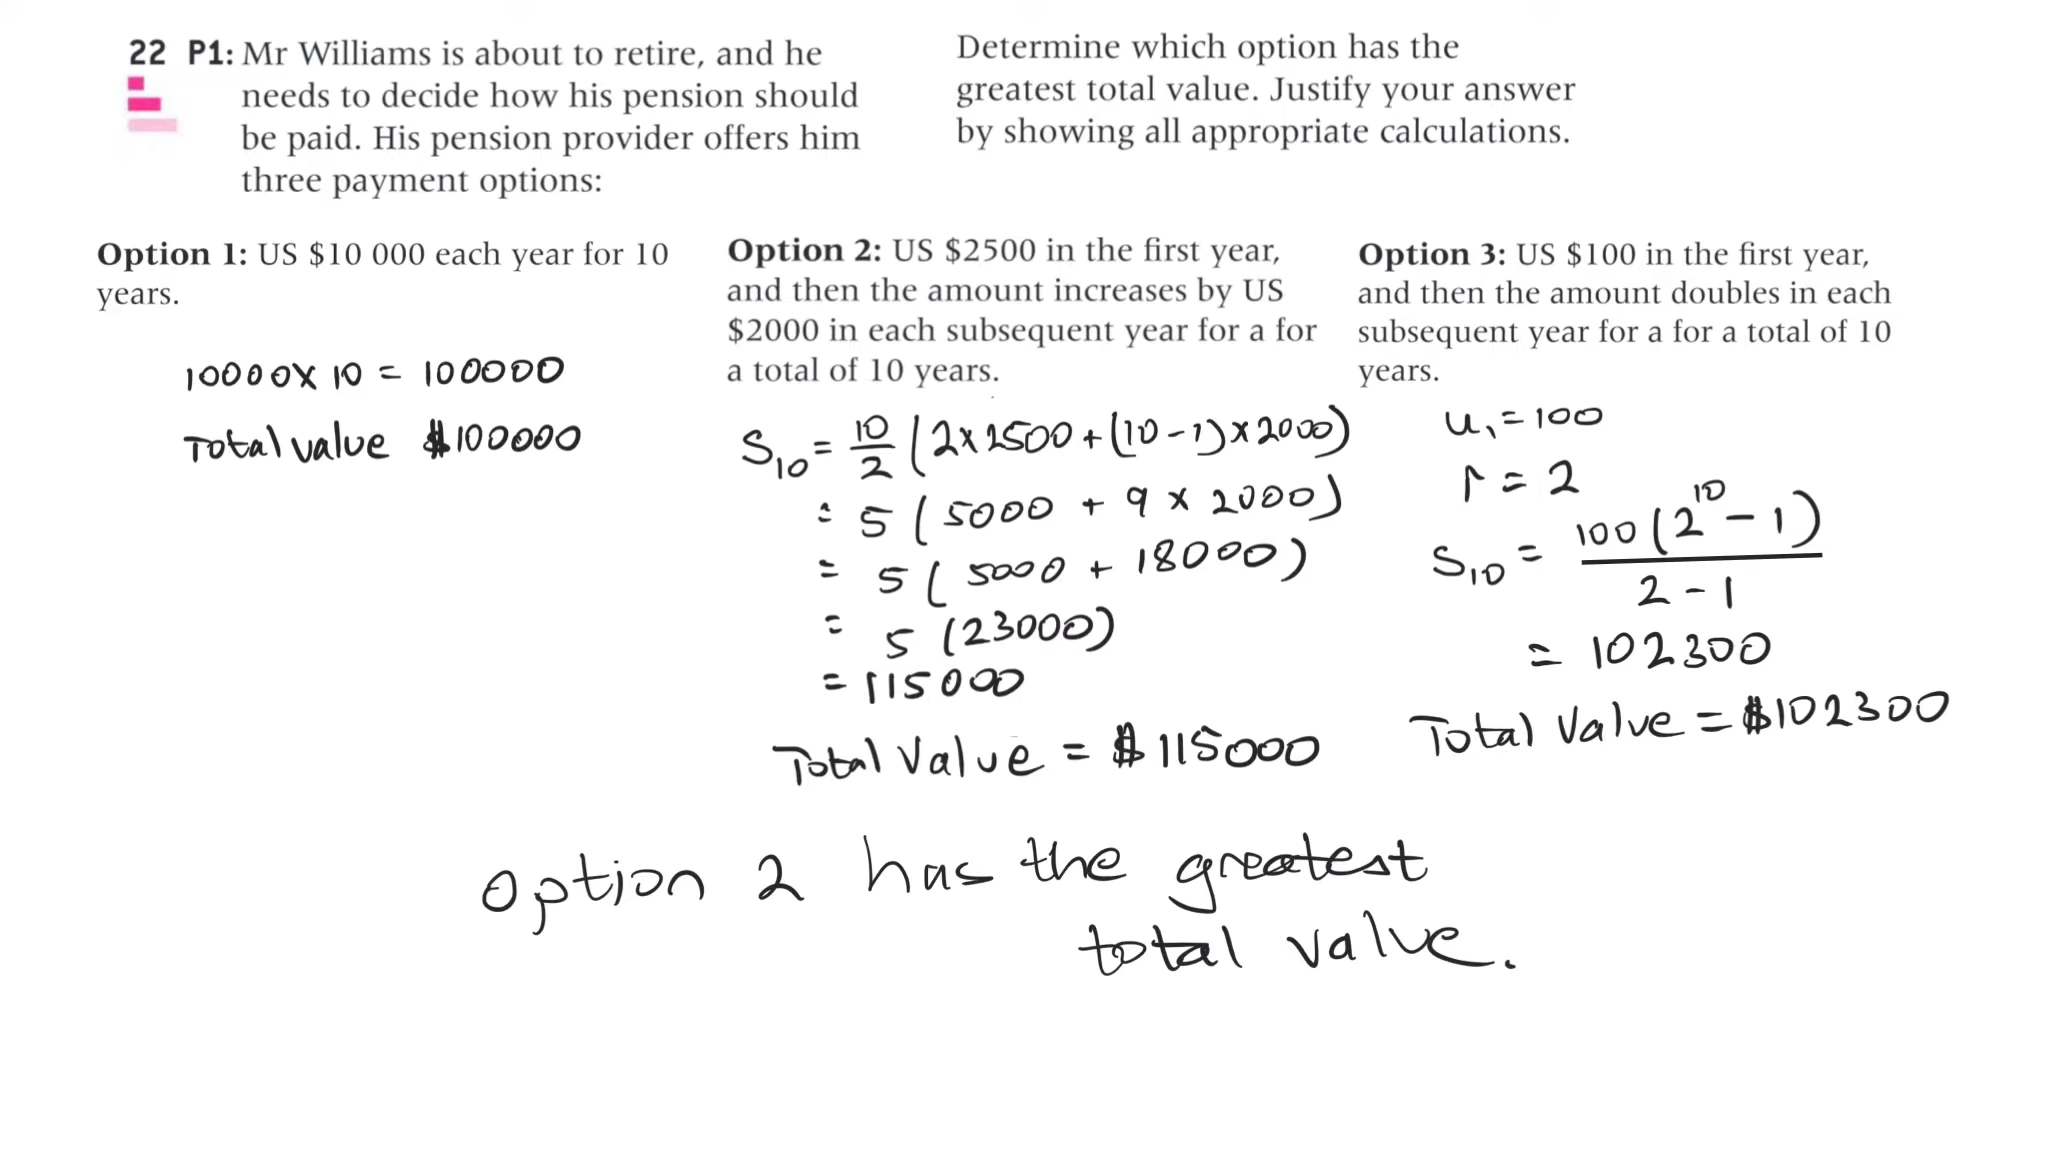 22 P1: Mr Williams is about to retire, and he
needs to decide how his pension should
be paid. His pension provider offers him
three payment options:
Determine which option has the
greatest total value. Justify your answer
by showing all appropriate calculations.
Option 1: US $10 000 each year for 10
years.
10000 × 10 = 100000
Total value $100000
Option 2: US $2500 in the first year,
and then the amount increases by US
$2000 in each subsequent year for a for
a total of 10 years.
S₁₀ = 10/2 (2×2500 + (10-1)×2000)
= 5 (5000 + 9 × 2000)
= 5 (5000 + 18000)
= 5 (23000)
= 115000
Total Value = $115000
Option 3: US $100 in the first year,
and then the amount doubles in each
subsequent year for a for a total of 10
years.
u₁ = 100
r = 2
S₁₀ = 100(2¹⁰ - 1)
2 - 1
= 102300
Total Value = $102300
option 2 has the greatest
total value.